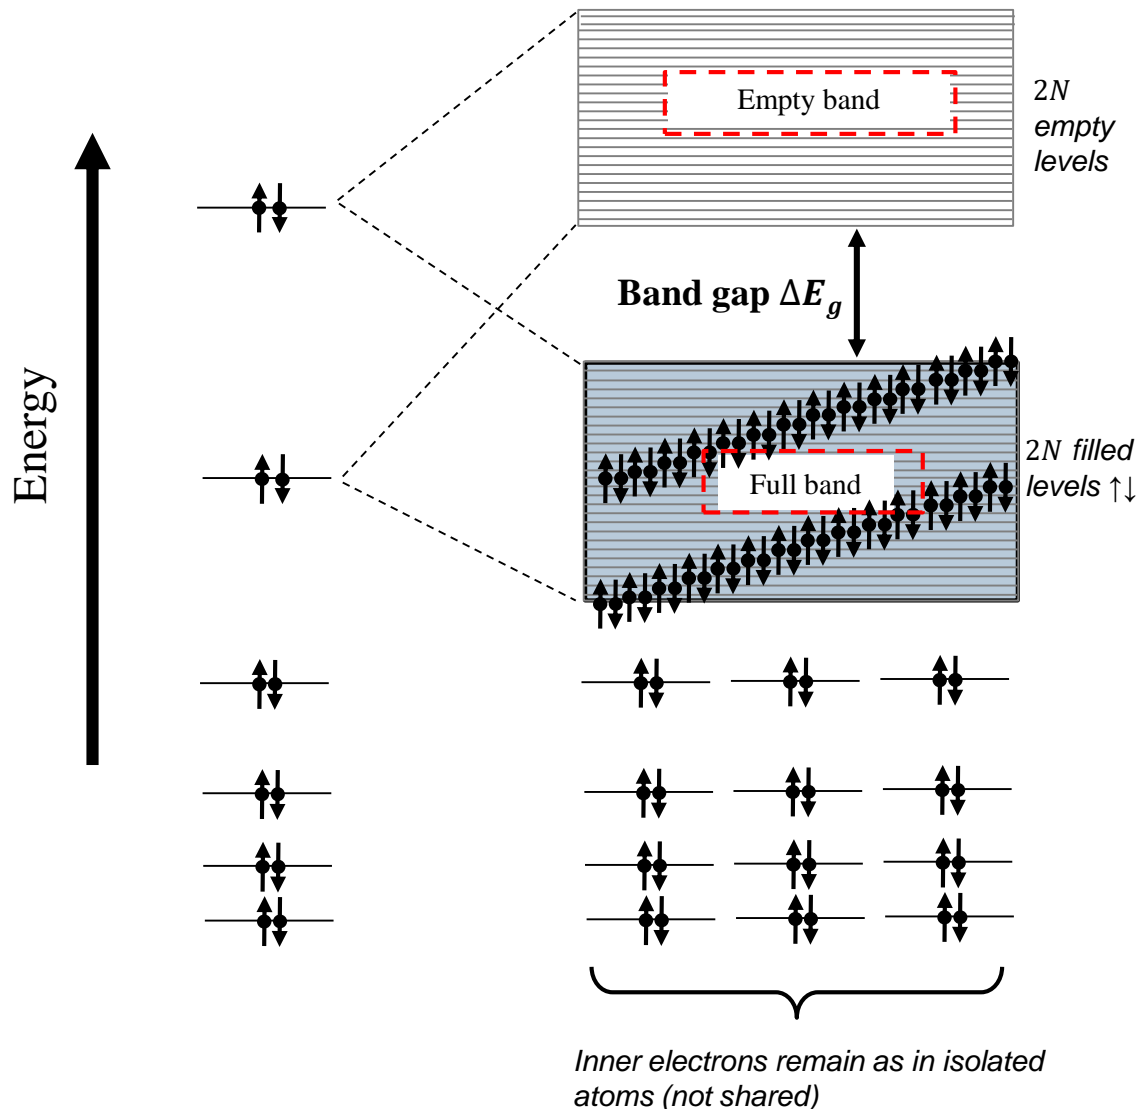 Empty band
2N
empty
levels
Band gap ΔE_g
Energy
2N filled
levels ↑↓
Full band
Inner electrons remain as in isolated
atoms (not shared)